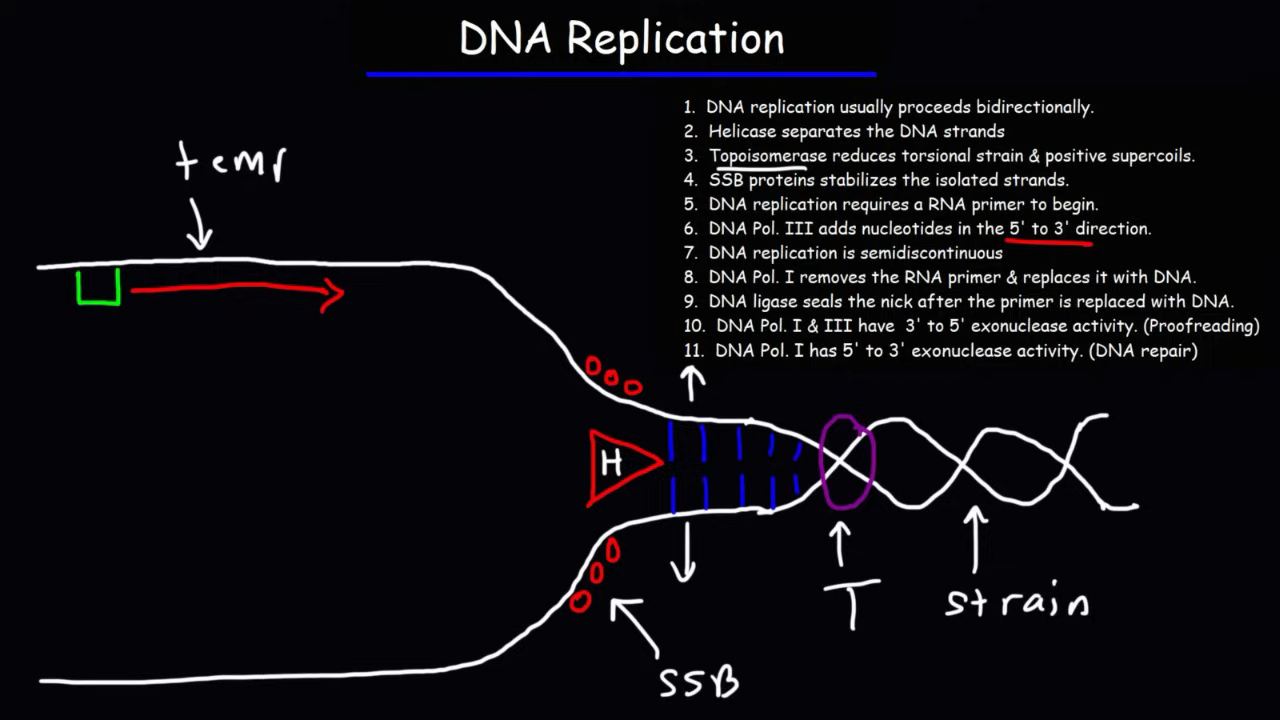 DNA Replication
1. DNA replication usually proceeds bidirectionally.
2. Helicase separates the DNA strands
3. Topoisomerase reduces torsional strain & positive supercoils.
4. SSB proteins stabilizes the isolated strands.
5. DNA replication requires a RNA primer to begin.
6. DNA Pol. III adds nucleotides in the 5' to 3' direction.
7. DNA replication is semidiscontinuous
8. DNA Pol. I removes the RNA primer & replaces it with DNA.
9. DNA ligase seals the nick after the primer is replaced with DNA.
10. DNA Pol. I & III have 3' to 5' exonuclease activity. (Proofreading)
11. DNA Pol. I has 5' to 3' exonuclease activity. (DNA repair)
temp
H
T
strain
SSB